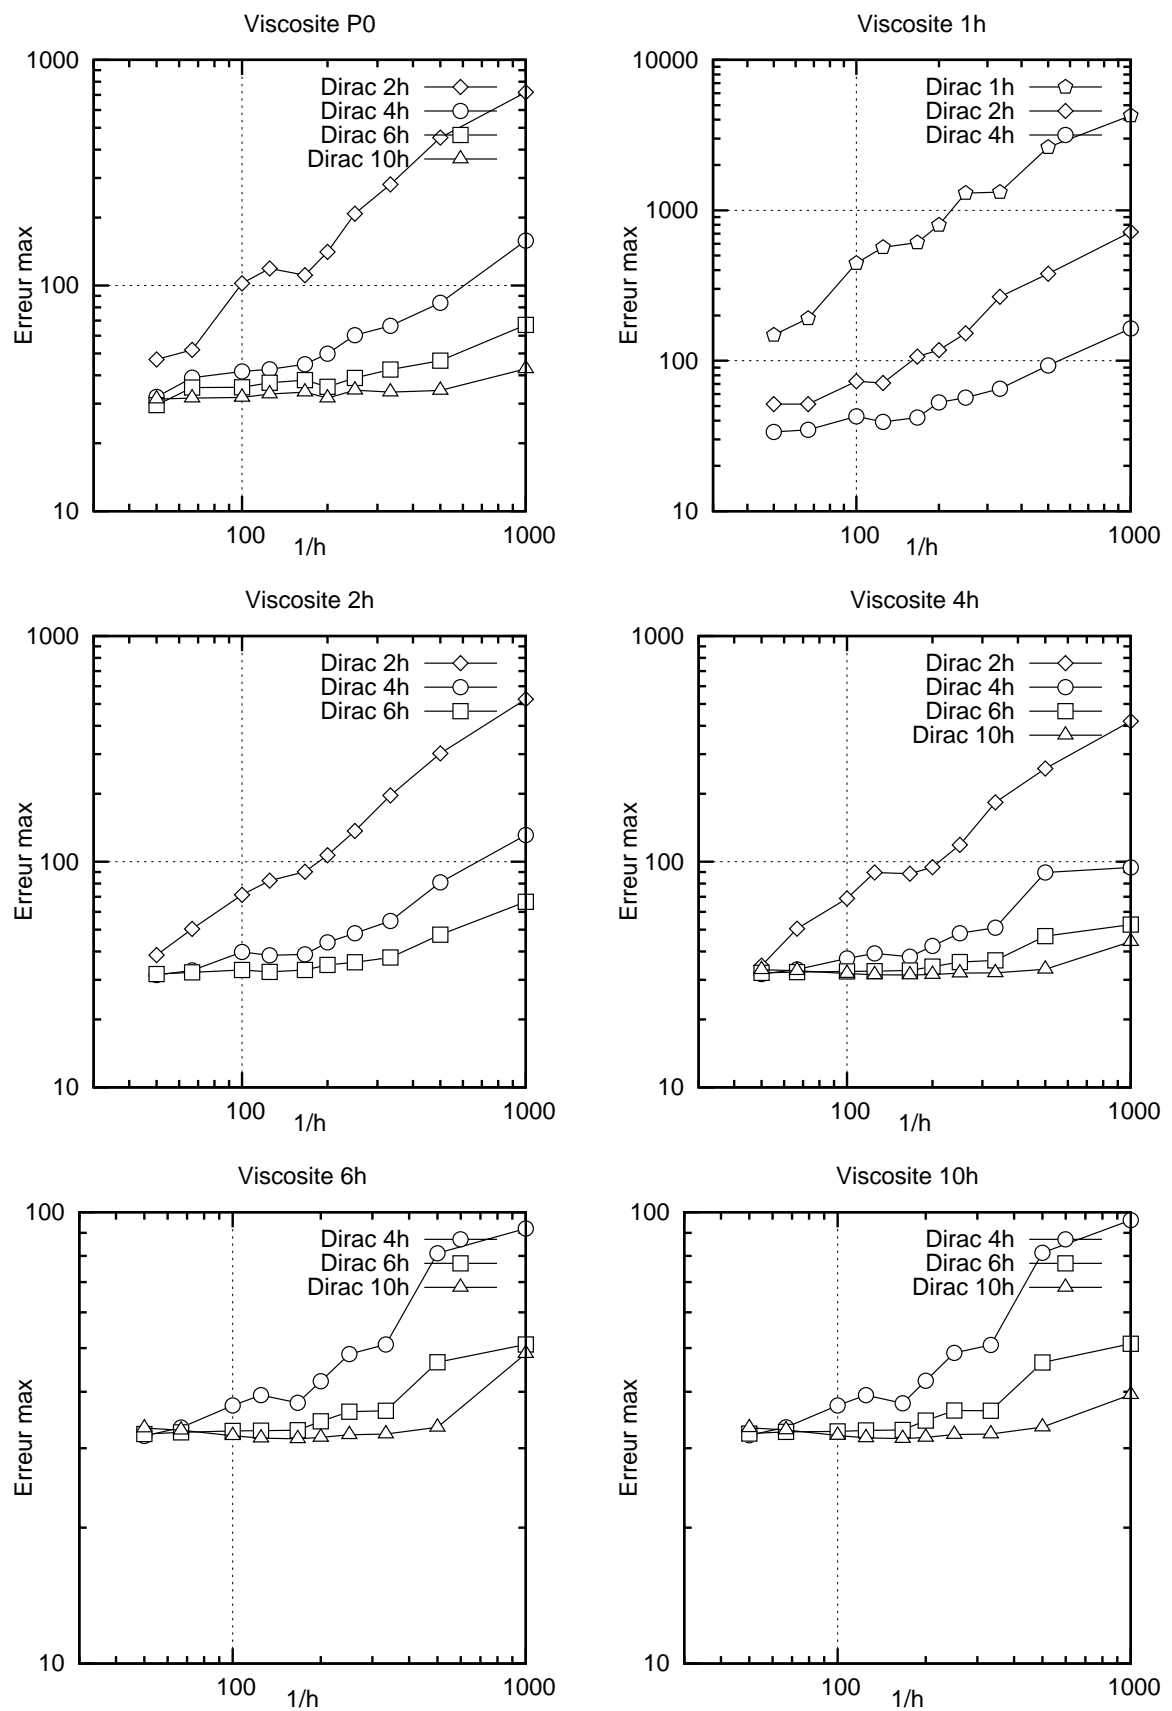 Viscosite P0
1000
100
10
Erreur max
Dirac 2h
Dirac 4h
Dirac 6h
Dirac 10h
100
1000
1/h
Viscosite 1h
10000
1000
100
10
Erreur max
Dirac 1h
Dirac 2h
Dirac 4h
100
1000
1/h
Viscosite 2h
1000
100
10
Erreur max
Dirac 2h
Dirac 4h
Dirac 6h
100
1000
1/h
Viscosite 4h
1000
100
10
Erreur max
Dirac 2h
Dirac 4h
Dirac 6h
Dirac 10h
100
1000
1/h
Viscosite 6h
100
10
Erreur max
Dirac 4h
Dirac 6h
Dirac 10h
100
1000
1/h
Viscosite 10h
100
10
Erreur max
Dirac 4h
Dirac 6h
Dirac 10h
100
1000
1/h